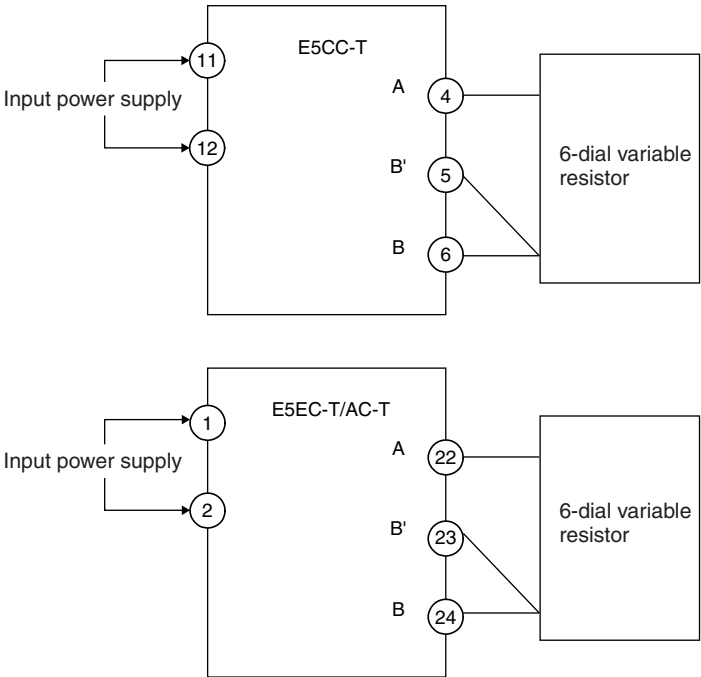 E5CC-T
11
Input power supply
12
A
4
B'
5
B
6
6-dial variable
resistor
E5EC-T/AC-T
1
Input power supply
2
A
22
B'
23
B
24
6-dial variable
resistor